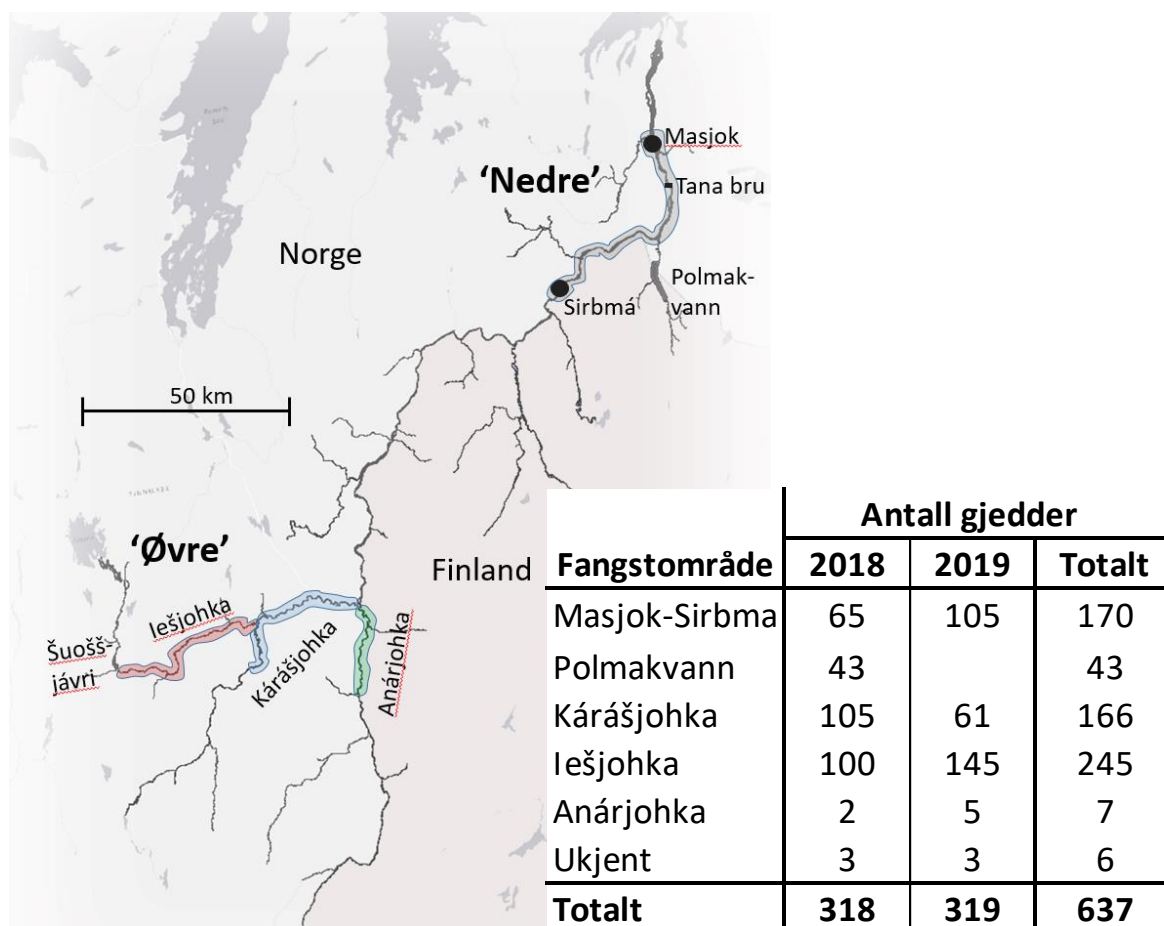 Masjok
‘Nedre’
Tana bru
Norge
Polmak-
vann
Sirbmá
50 km
‘Øvre’
Finland
Iešjohka
Šuošš-
jávri
Kárášjohka
Anárjohka
Antall gjedder
Fangstområde 2018 2019 Totalt
Masjok-Sirbma 65 105 170
Polmakvann 43 43
Kárášjohka 105 61 166
Iešjohka 100 145 245
Anárjohka 2 5 7
Ukjent 3 3 6
Totalt 318 319 637